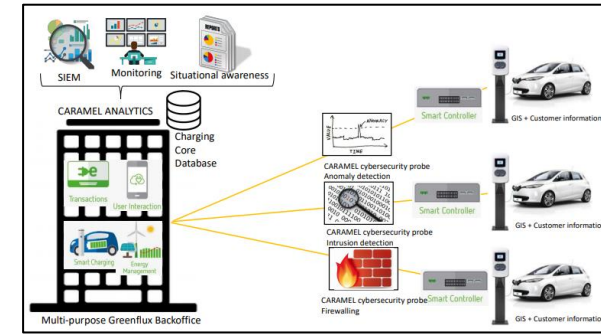 SIEM
Monitoring
Situational awareness
CARAMEL ANALYTICS
Charging
Core
Database
Transactions
User Interaction
Smart Charging
Energy
Management
Multi-purpose Greenflux Backoffice
VALUE
ANOMALY
TIME
CARAMEL cybersecurity probe
Anomaly detection
CARAMEL cybersecurity probe
Intrusion detection
CARAMEL cybersecurity probe
Firewalling
Smart Controller
GIS + Customer information
Smart Controller
GIS + Customer information
Smart Controller
GIS + Customer informatio